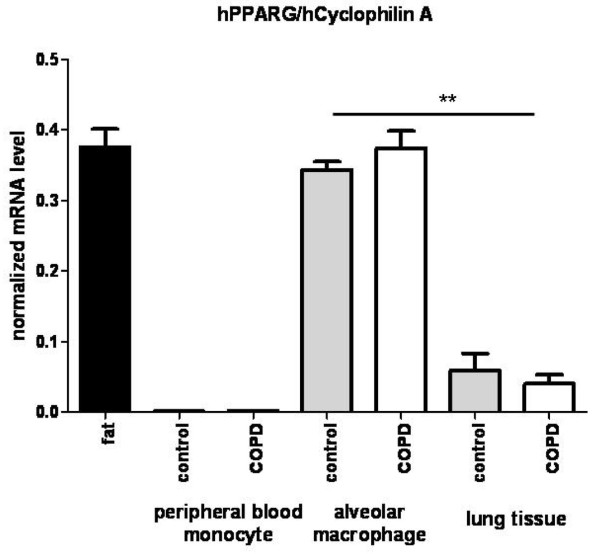 hPPARG/hCyclophilin A
normalized mRNA level
0.5
0.4
0.3
0.2
0.1
0.0
**
fat
control
COPD
control
COPD
control
COPD
peripheral blood
monocyte
alveolar
macrophage
lung tissue